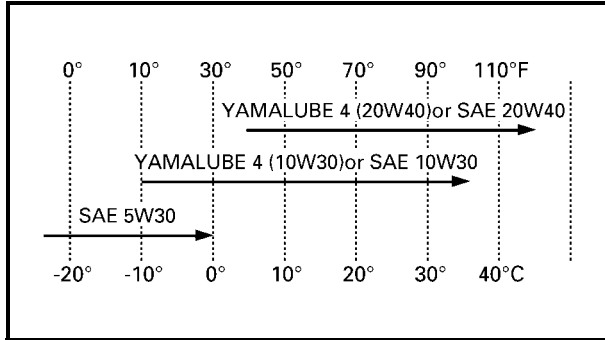 0° 10° 30° 50° 70° 90° 110°F
YAMALUBE 4 (20W40)or SAE 20W40
YAMALUBE 4 (10W30)or SAE 10W30
SAE 5W30
-20° -10° 0° 10° 20° 30° 40°C